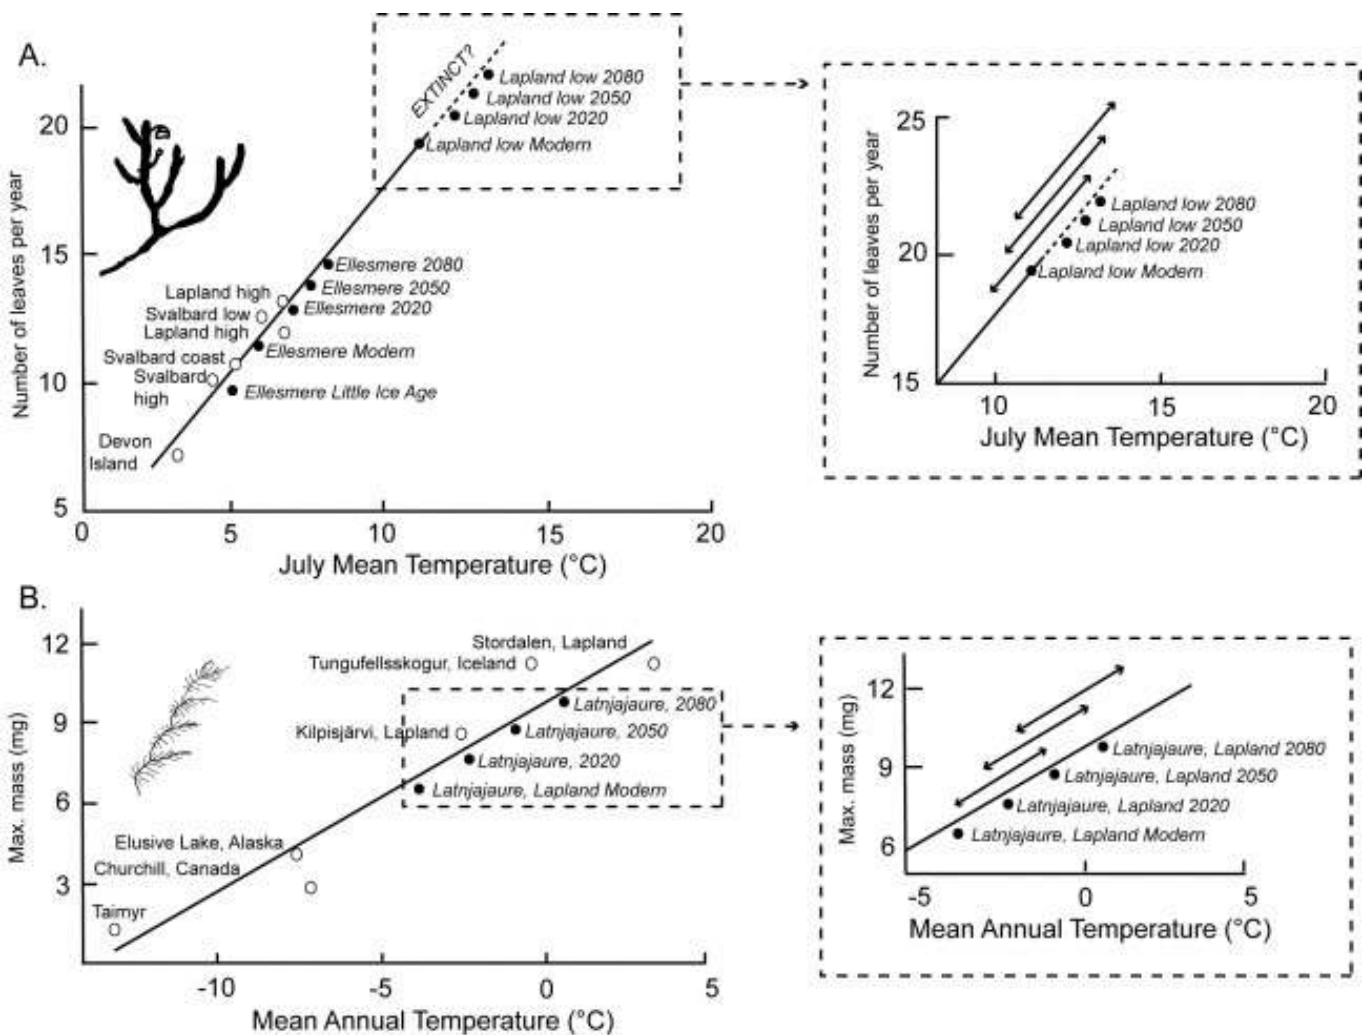 A.
EXTINCT?
Lapland low 2080
Lapland low 2050
Lapland low 2020
Lapland low Modern
Ellesmere 2080
Ellesmere 2050
Lapland high
Svalbard low
Ellesmere 2020
Lapland high
Ellesmere Modern
Svalbard coast
Svalbard
high
Ellesmere Little Ice Age
Devon
Island
Number of leaves per year
20
15
10
5
0
5
10
15
20
July Mean Temperature (°C)
25
20
15
Number of leaves per year
Lapland low 2080
Lapland low 2050
Lapland low 2020
Lapland low Modern
10
15
20
July Mean Temperature (°C)
B.
Max. mass (mg)
12
9
6
3
Stordalen, Lapland
Tungufellsskogur, Iceland
Latnjajaure, 2080
Kilpisjärvi, Lapland
Latnjajaure, 2050
Latnjajaure, 2020
Latnjajaure, Lapland Modern
Elusive Lake, Alaska
Churchill, Canada
Taimyr
-10
-5
0
5
Mean Annual Temperature (°C)
Max. mass (mg)
12
9
6
Latnjajaure, Lapland 2080
Latnjajaure, Lapland 2050
Latnjajaure, Lapland 2020
Latnjajaure, Lapland Modern
-5
0
5
Mean Annual Temperature (°C)